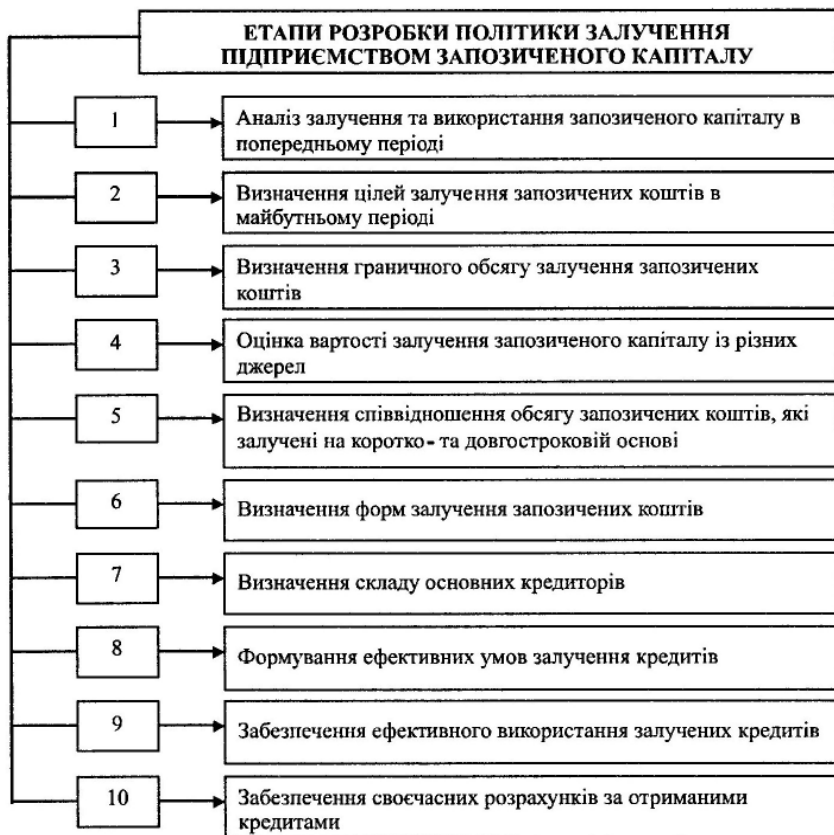 ЕТАПИ РОЗРОБКИ ПОЛІТИКИ ЗАЛУЧЕННЯ
ПІДПРИЄМСТВОМ ЗАПОЗИЧЕНОГО КАПІТАЛУ
1
Аналіз залучення та використання запозиченого капіталу в
попередньому періоді
2
Визначення цілей залучення запозичених коштів в
майбутньому періоді
3
Визначення граничного обсягу залучення запозичених
коштів
4
Оцінка вартості залучення запозиченого капіталу із різних
джерел
5
Визначення співвідношення обсягу запозичених коштів, які
залучені на коротко- та довгостроковій основі
6
Визначення форм залучення запозичених коштів
7
Визначення складу основних кредиторів
8
Формування ефективних умов залучення кредитів
9
Забезпечення ефективного використання залучених кредитів
10
Забезпечення своєчасних розрахунків за отриманими
кредитами